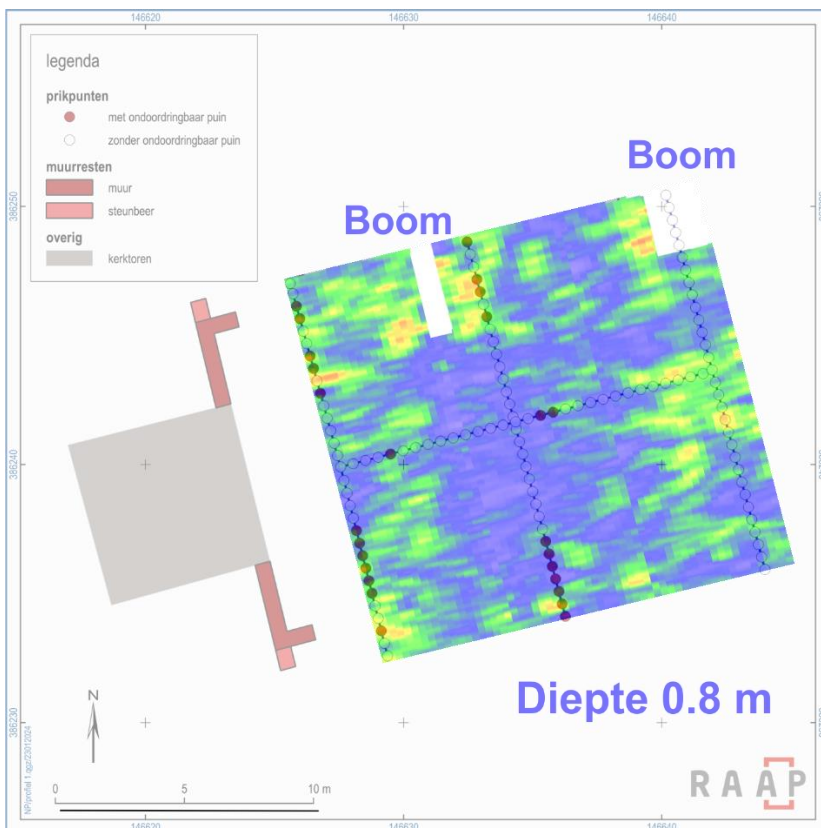 146620
146630
146640
legenda
prikpunten
met ondoordringbaar puin
zonder ondoordringbaar puin
muurresten
muur
steunbeer
overig
kerktoren
Boom
Boom
386250
386240
386230
Diepte 0.8 m
N
0
5
10 m
RAAP
146620
146630
146640